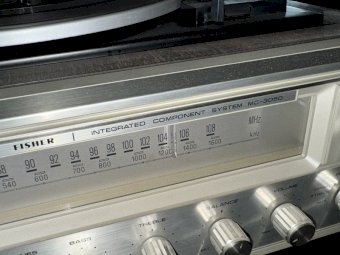 FISHER INTEGRATED COMPONENT SYSTEM MC-3050
88 90 92 94 96 98 100 102 104 106 108 MHz
540 600 700 800 1000 1200 1400 1600 kHz
BASS TREBLE BALANCE VOLUME